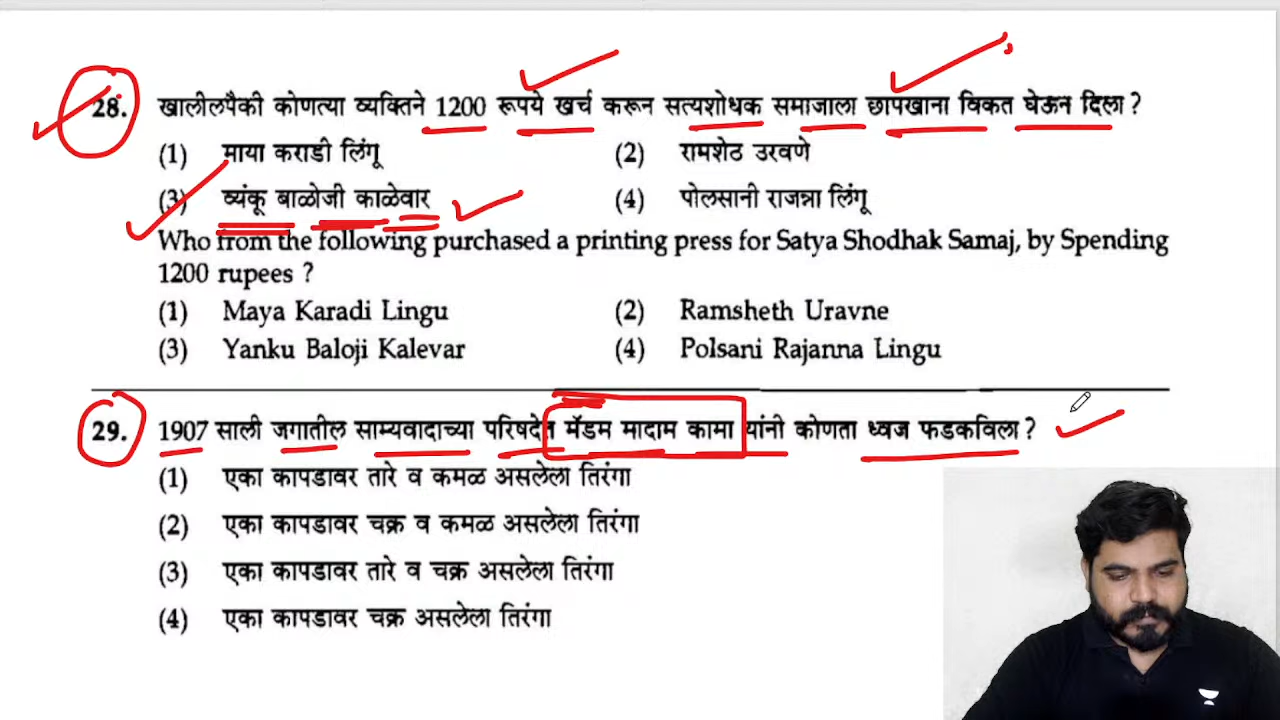 28. खालीलपैकी कोणत्या व्यक्तिने 1200 रूपये खर्च करून सत्यशोधक समाजाला छापखाना विकत घेऊन दिला ?
(1) माया कराडी लिंगू (2) रामशेठ उरवणे
(3) व्यंकू बाळोजी काळेवार (4) पोलसानी राजन्ना लिंगू
Who from the following purchased a printing press for Satya Shodhak Samaj, by Spending
1200 rupees ?
(1) Maya Karadi Lingu (2) Ramsheth Uravne
(3) Yanku Baloji Kalevar (4) Polsani Rajanna Lingu
29. 1907 साली जगातील साम्यवादाच्या परिषदेत मॅडम मादाम कामा यांनी कोणता ध्वज फडकविला ?
(1) एका कापडावर तारे व कमळ असलेला तिरंगा
(2) एका कापडावर चक्र व कमळ असलेला तिरंगा
(3) एका कापडावर तारे व चक्र असलेला तिरंगा
(4) एका कापडावर चक्र असलेला तिरंगा